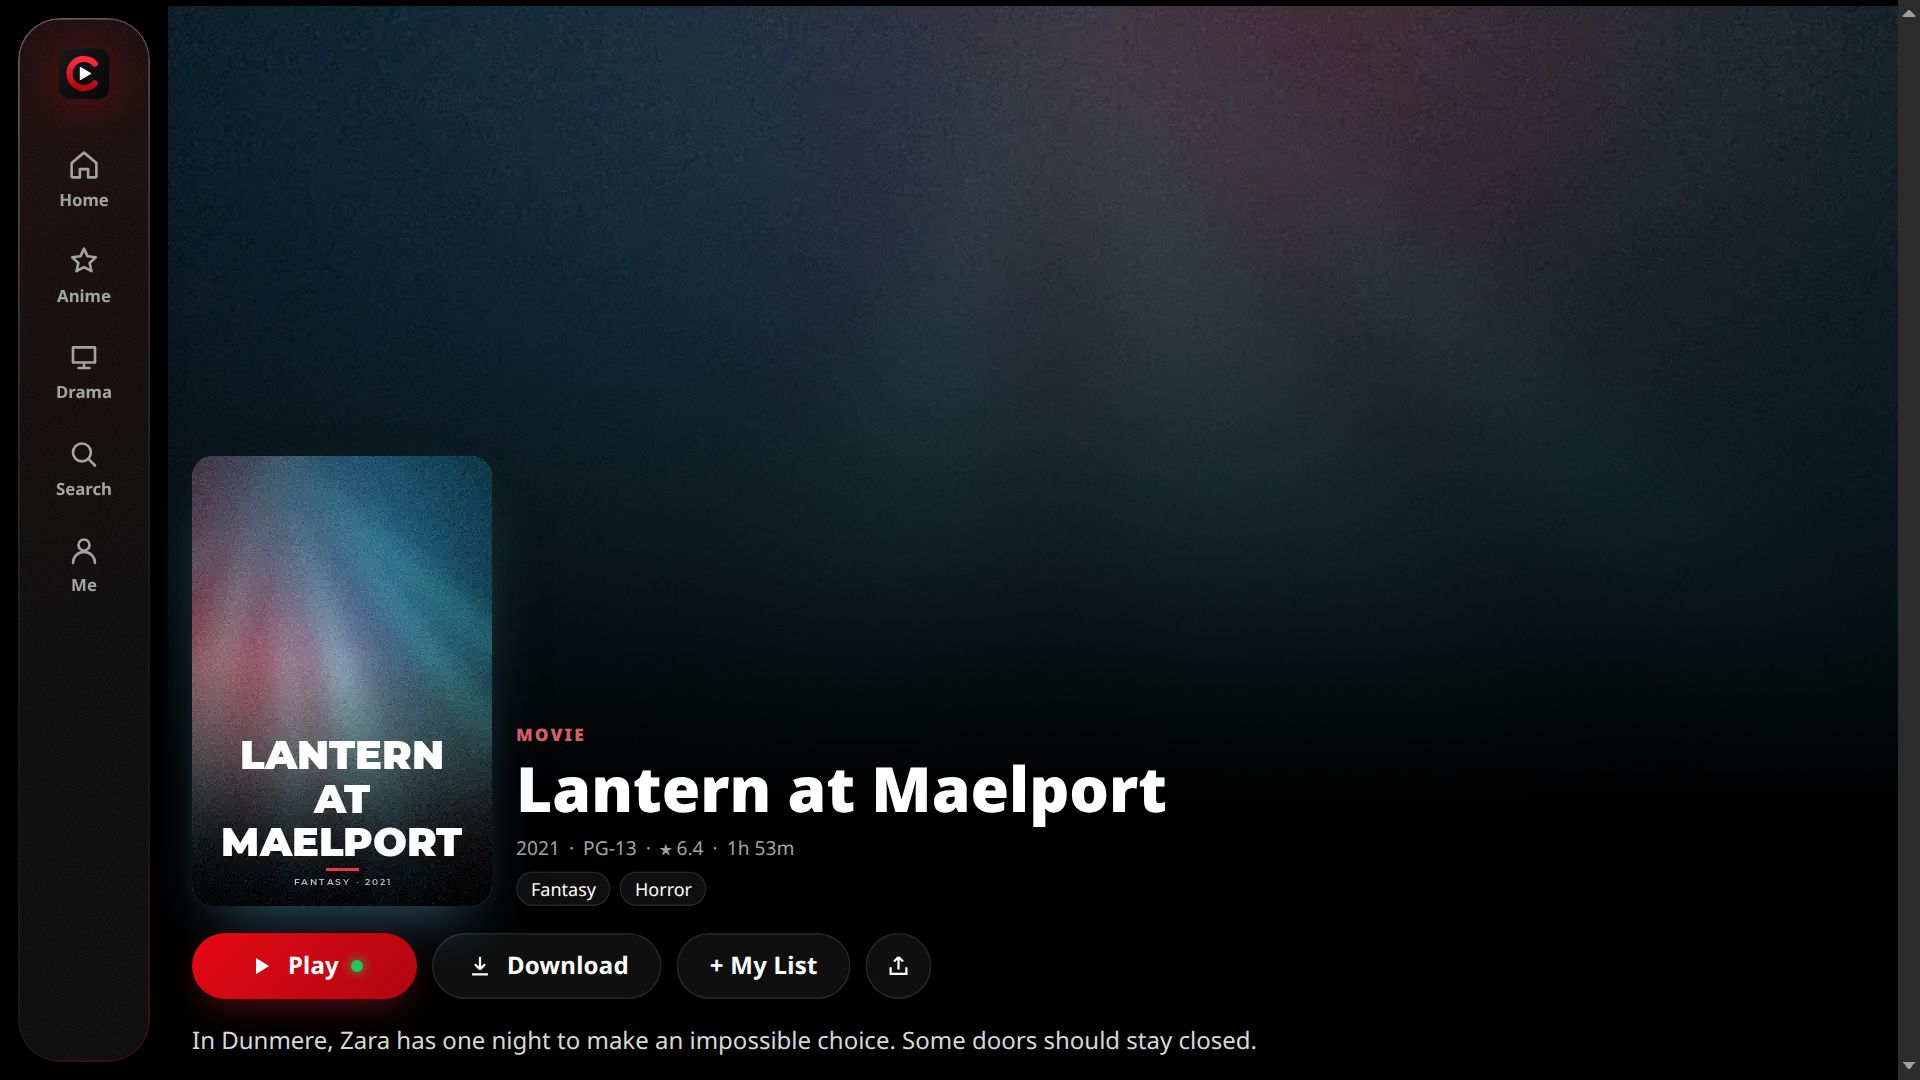 Home
Anime
Drama
Search
Me
LANTERN
AT
MAELPORT
FANTASY · 2021
MOVIE
Lantern at Maelport
2021 · PG-13 · ★ 6.4 · 1h 53m
Fantasy Horror
Play Download + My List
In Dunmere, Zara has one night to make an impossible choice. Some doors should stay closed.